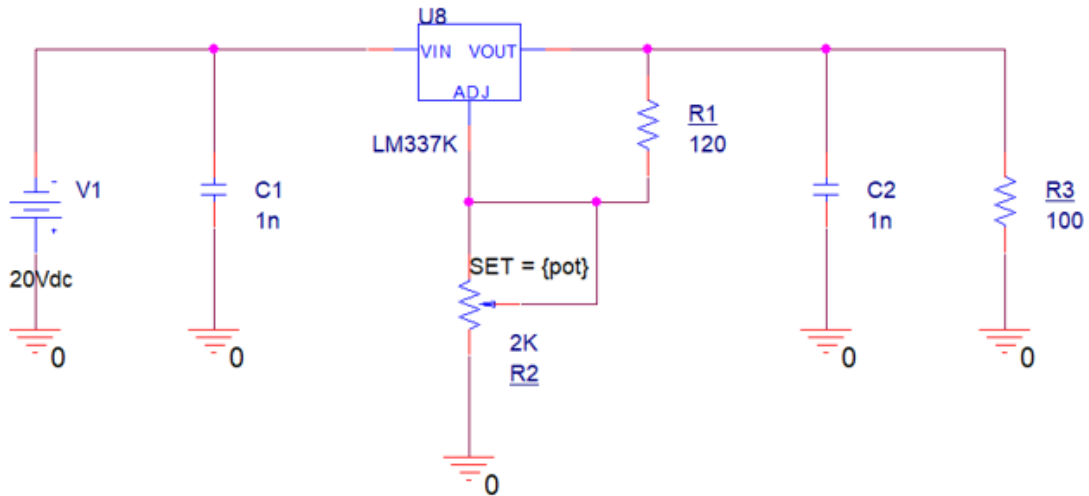 U8
VIN VOUT
ADJ
LM337K
R1
120
V1
20Vdc
C1
1n
C2
1n
R3
100
SET = {pot}
2K
R2
0
0
0
0
0